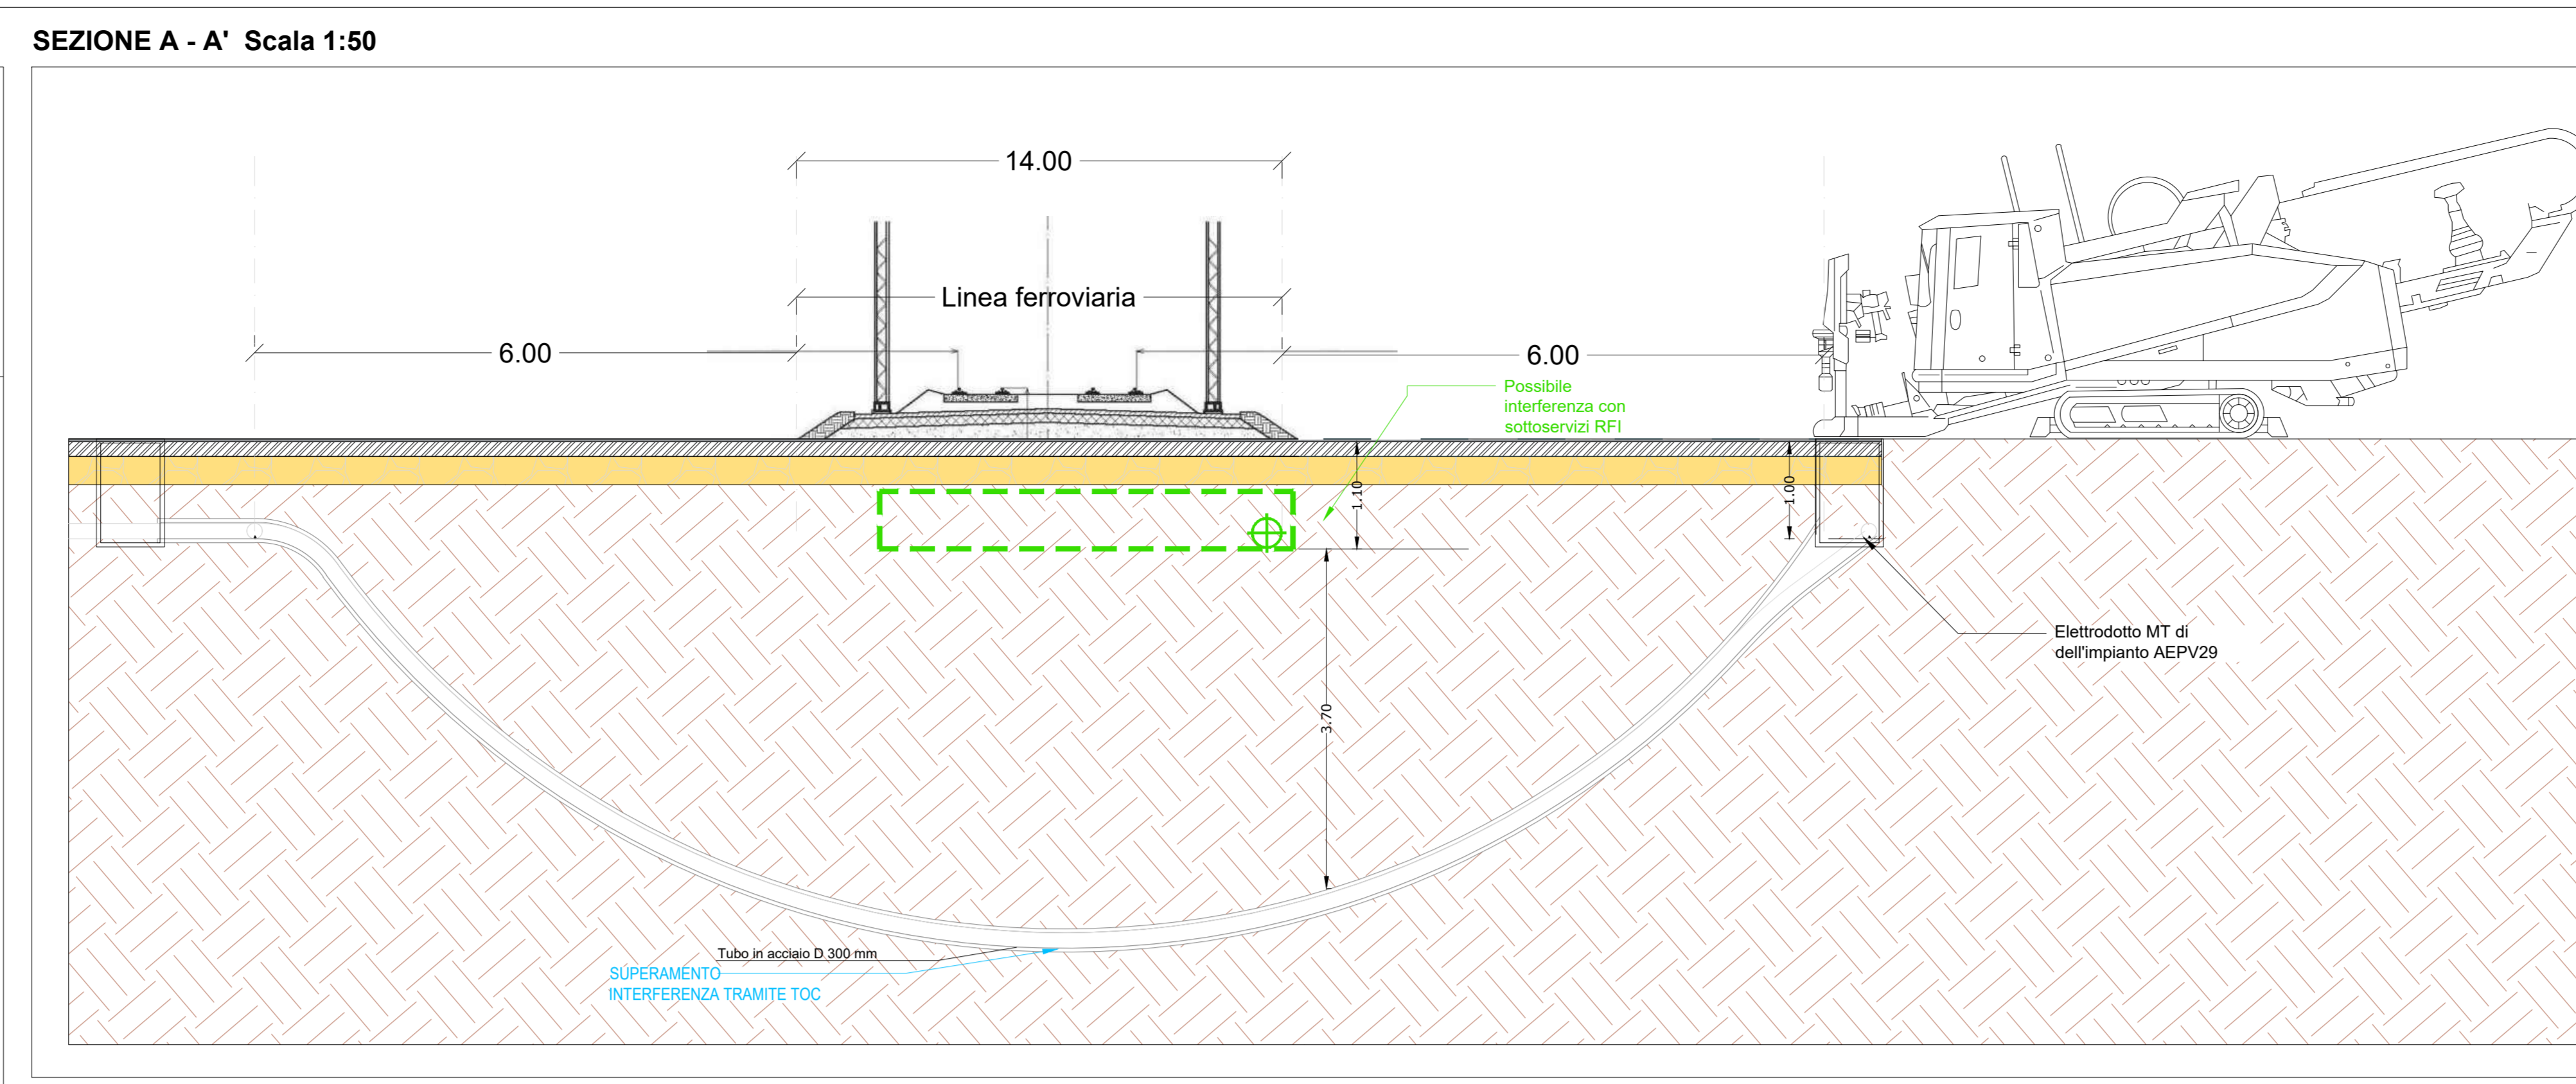 SEZIONE A - A' Scala 1:50
14.00
Linea ferroviaria
6.00
6.00
Possibile
interferenza con
sottoservizi RFI
1.10
1.00
3.70
Elettrodotto MT di
dell'impianto AEPV29
Tubo in acciaio D 300 mm
SUPERAMENTO
INTERFERENZA TRAMITE TOC